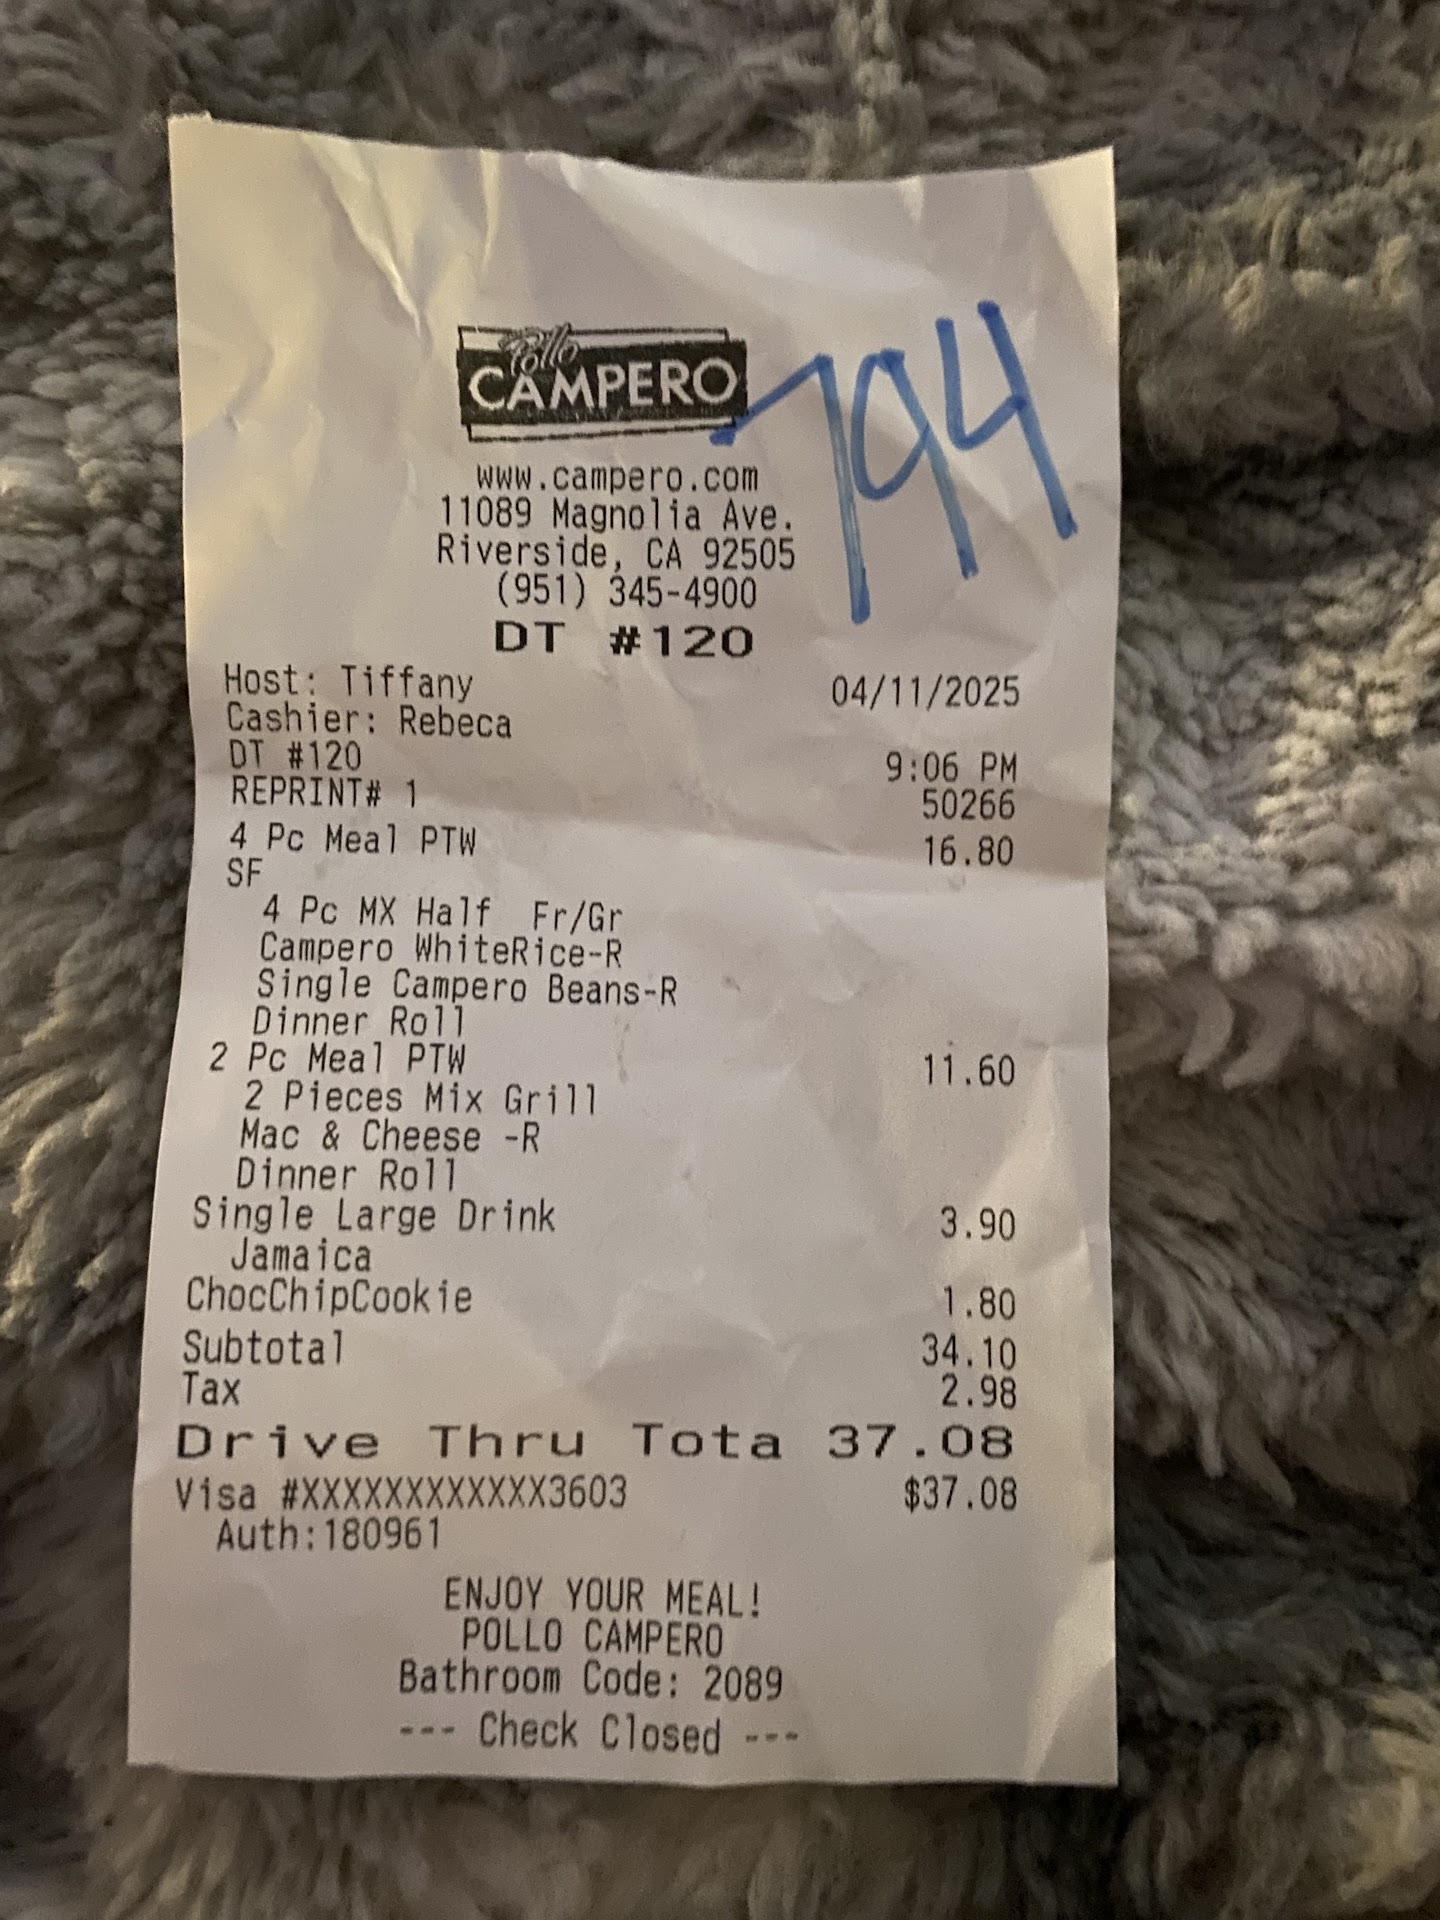 Pollo
CAMPERO
794
www.campero.com
11089 Magnolia Ave.
Riverside, CA 92505
(951) 345-4900
DT #120
Host: Tiffany 04/11/2025
Cashier: Rebeca
DT #120 9:06 PM
REPRINT# 1 50266
4 Pc Meal PTW 16.80
SF
4 Pc MX Half Fr/Gr
Campero WhiteRice-R
Single Campero Beans-R
Dinner Roll
2 Pc Meal PTW 11.60
2 Pieces Mix Grill
Mac & Cheese -R
Dinner Roll
Single Large Drink 3.90
Jamaica
ChocChipCookie 1.80
Subtotal 34.10
Tax 2.98
Drive Thru Tota 37.08
Visa #XXXXXXXXXXXX3603 $37.08
Auth:180961
ENJOY YOUR MEAL!
POLLO CAMPERO
Bathroom Code: 2089
--- Check Closed ---